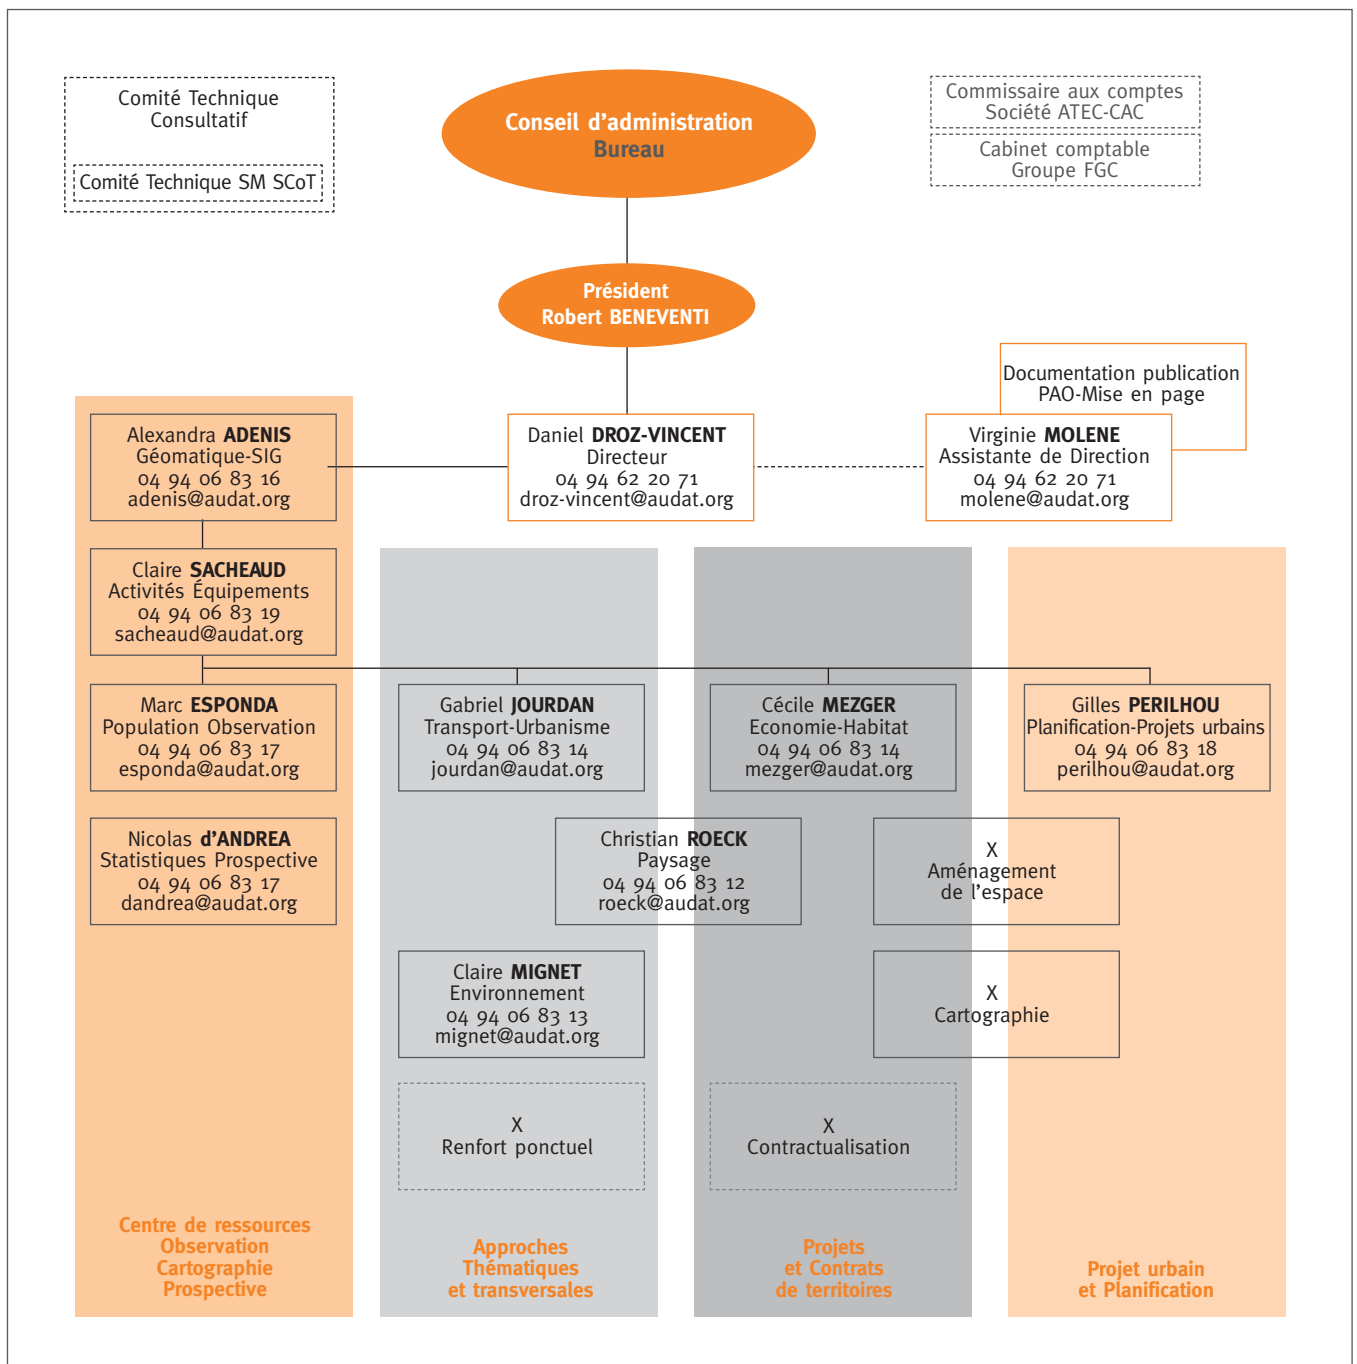 Comité Technique
Consultatif
Comité Technique SM SCoT
Conseil d'administration
Bureau
Commissaire aux comptes
Société ATEC-CAC
Cabinet comptable
Groupe FGC
Président
Robert BENEVENTI
Documentation publication
PAO-Mise en page
Alexandra ADENIS
Géomatique-SIG
04 94 06 83 16
adenis@audat.org
Daniel DROZ-VINCENT
Directeur
04 94 62 20 71
droz-vincent@audat.org
Virginie MOLENE
Assistante de Direction
04 94 62 20 71
molene@audat.org
Claire SACHEAUD
Activités Équipements
04 94 06 83 19
sacheaud@audat.org
Marc ESPONDA
Population Observation
04 94 06 83 17
esponda@audat.org
Gabriel JOURDAN
Transport-Urbanisme
04 94 06 83 14
jourdan@audat.org
Cécile MEZGER
Economie-Habitat
04 94 06 83 14
mezger@audat.org
Gilles PERILHOU
Planification-Projets urbains
04 94 06 83 18
perilhou@audat.org
Nicolas d'ANDREA
Statistiques Prospective
04 94 06 83 17
dandrea@audat.org
Christian ROECK
Paysage
04 94 06 83 12
roeck@audat.org
X
Aménagement
de l'espace
Claire MIGNET
Environnement
04 94 06 83 13
mignet@audat.org
X
Cartographie
X
Renfort ponctuel
X
Contractualisation
Centre de ressources
Observation
Cartographie
Prospective
Approches
Thématiques
et transversales
Projets
et Contrats
de territoires
Projet urbain
et Planification